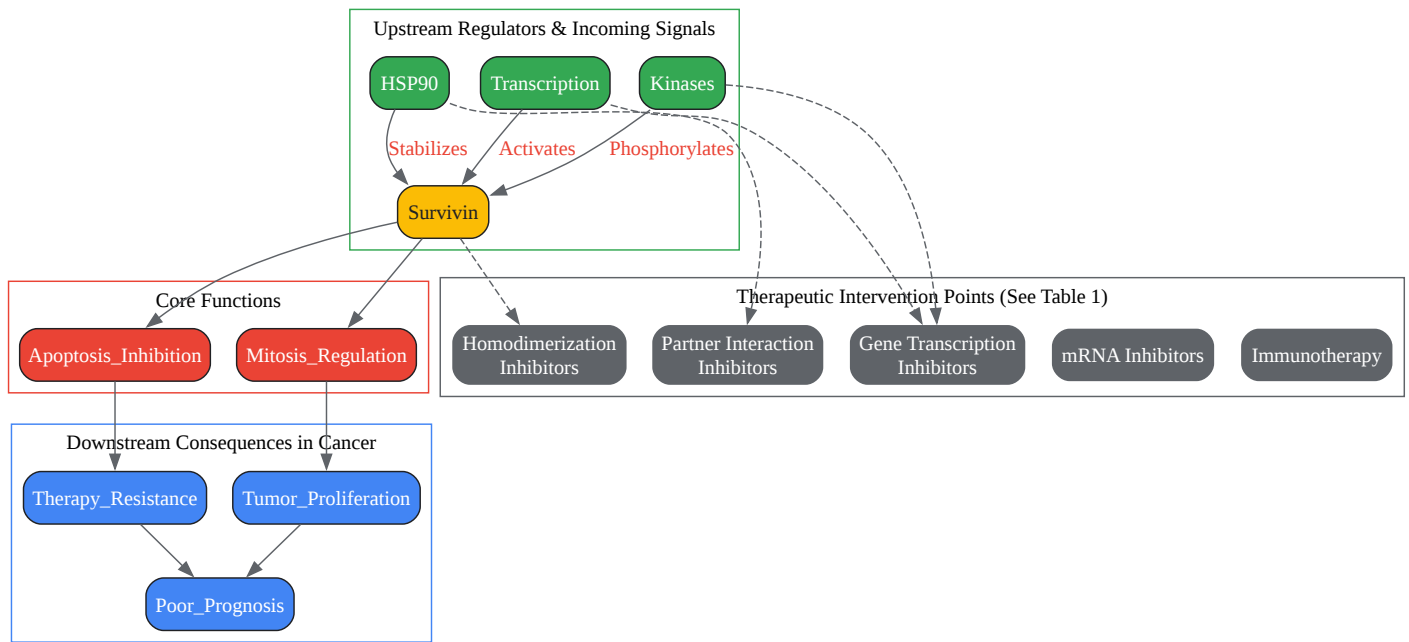 Upstream Regulators & Incoming Signals
HSP90
Transcription
Kinases
Stabilizes
Activates
Phosphorylates
Survivin
Core Functions
Apoptosis_Inhibition
Mitosis_Regulation
Therapeutic Intervention Points (See Table 1)
Homodimerization
Inhibitors
Partner Interaction
Inhibitors
Gene Transcription
Inhibitors
mRNA Inhibitors
Immunotherapy
Downstream Consequences in Cancer
Therapy_Resistance
Tumor_Proliferation
Poor_Prognosis